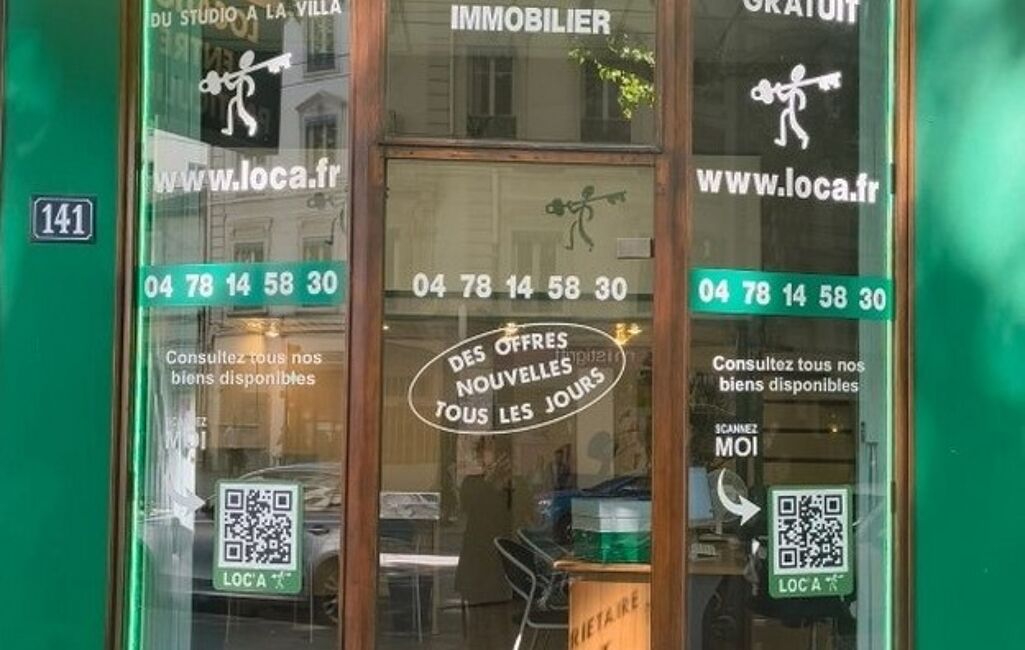 DU STUDIO A LA VILLA
IMMOBILIER
GRATUIT
www.loca.fr
www.loca.fr
141
04 78 14 58 30
04 78 14 58 30
04 78 14 58 30
DES OFFRES
NOUVELLES
TOUS LES JOURS
Consultez tous nos
biens disponibles
Consultez tous nos
biens disponibles
MOI
SCANNEZ
MOI
LOC'A
LOC'A